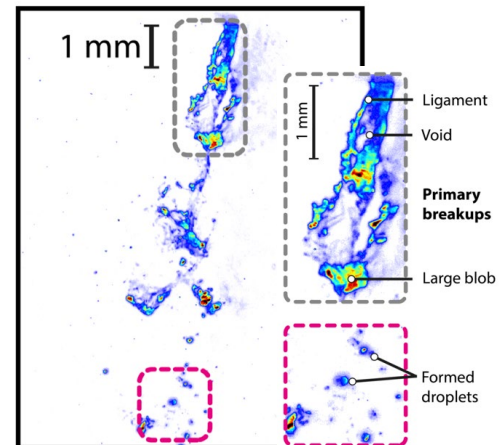 1 mm
1 mm
Ligament
Void
Primary
breakups
Large blob
Formed
droplets